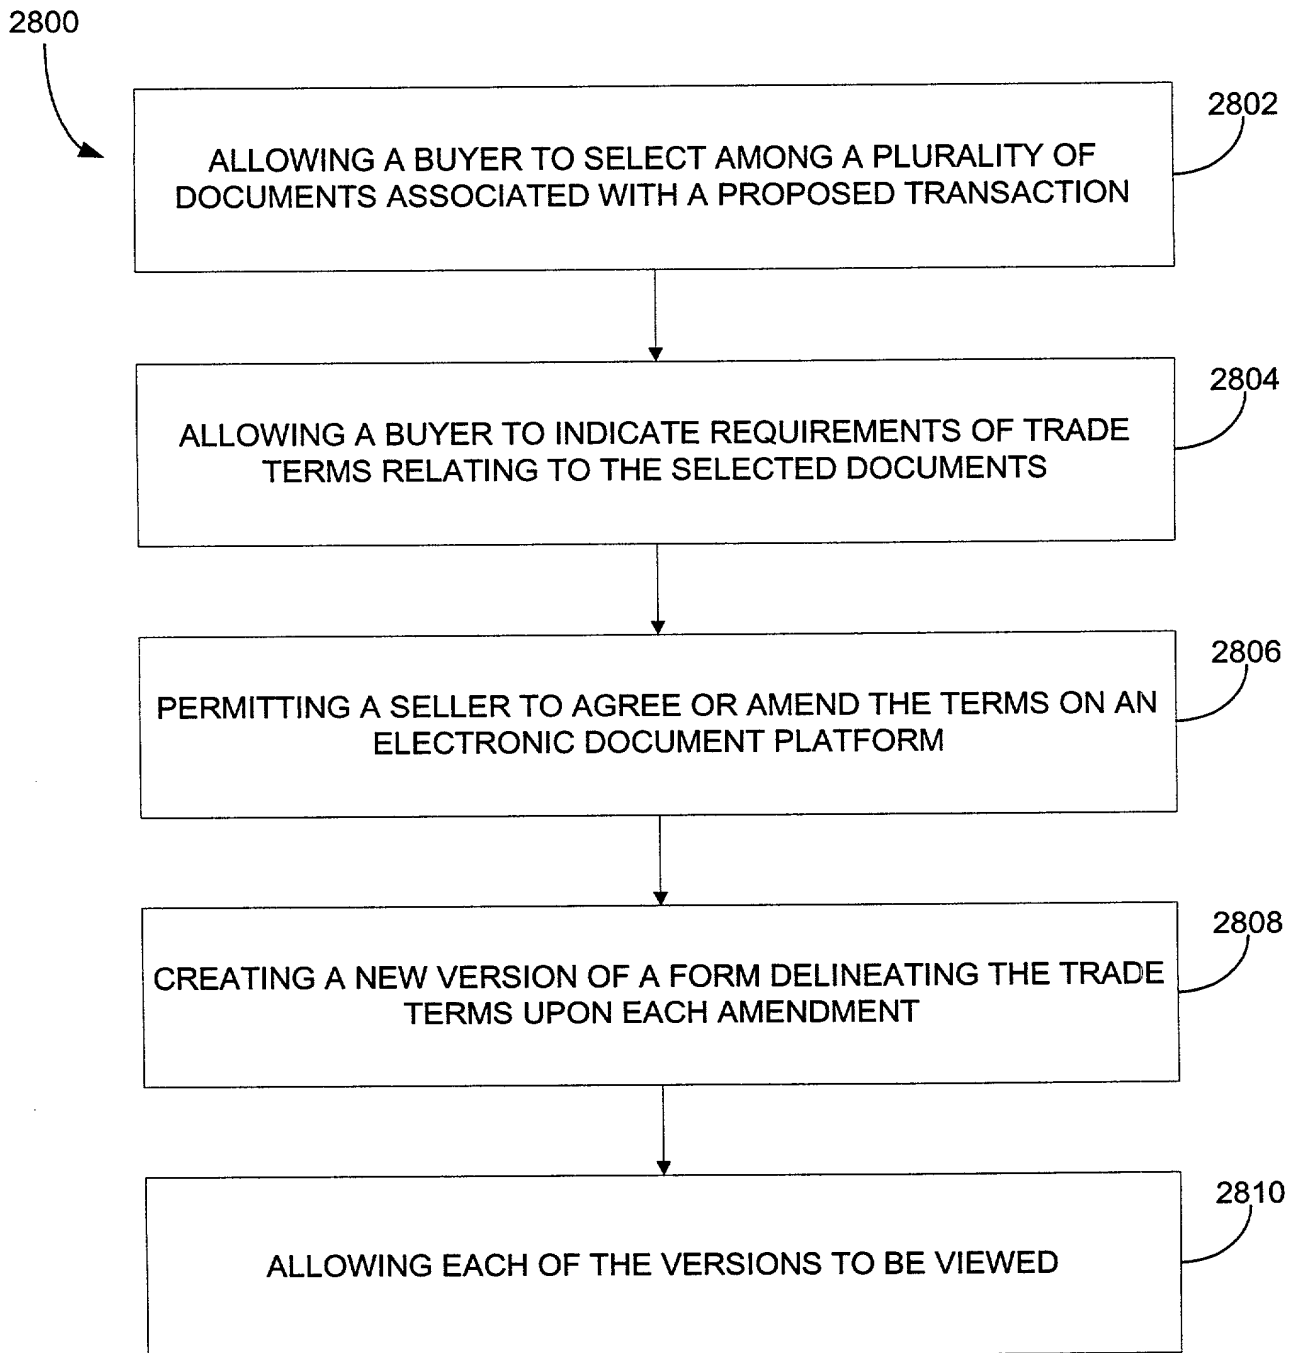 2800
2802
ALLOWING A BUYER TO SELECT AMONG A PLURALITY OF
DOCUMENTS ASSOCIATED WITH A PROPOSED TRANSACTION
2804
ALLOWING A BUYER TO INDICATE REQUIREMENTS OF TRADE
TERMS RELATING TO THE SELECTED DOCUMENTS
2806
PERMITTING A SELLER TO AGREE OR AMEND THE TERMS ON AN
ELECTRONIC DOCUMENT PLATFORM
2808
CREATING A NEW VERSION OF A FORM DELINEATING THE TRADE
TERMS UPON EACH AMENDMENT
2810
ALLOWING EACH OF THE VERSIONS TO BE VIEWED